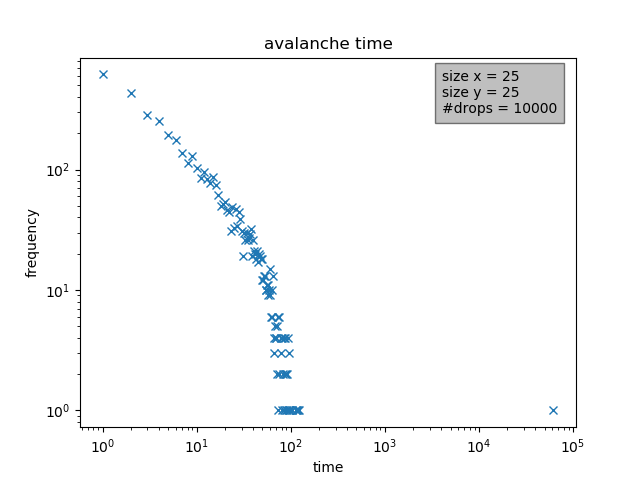 avalanche time
size x = 25
size y = 25
#drops = 10000
frequency
10²
10¹
10⁰
10⁰
10¹
10²
10³
10⁴
10⁵
time